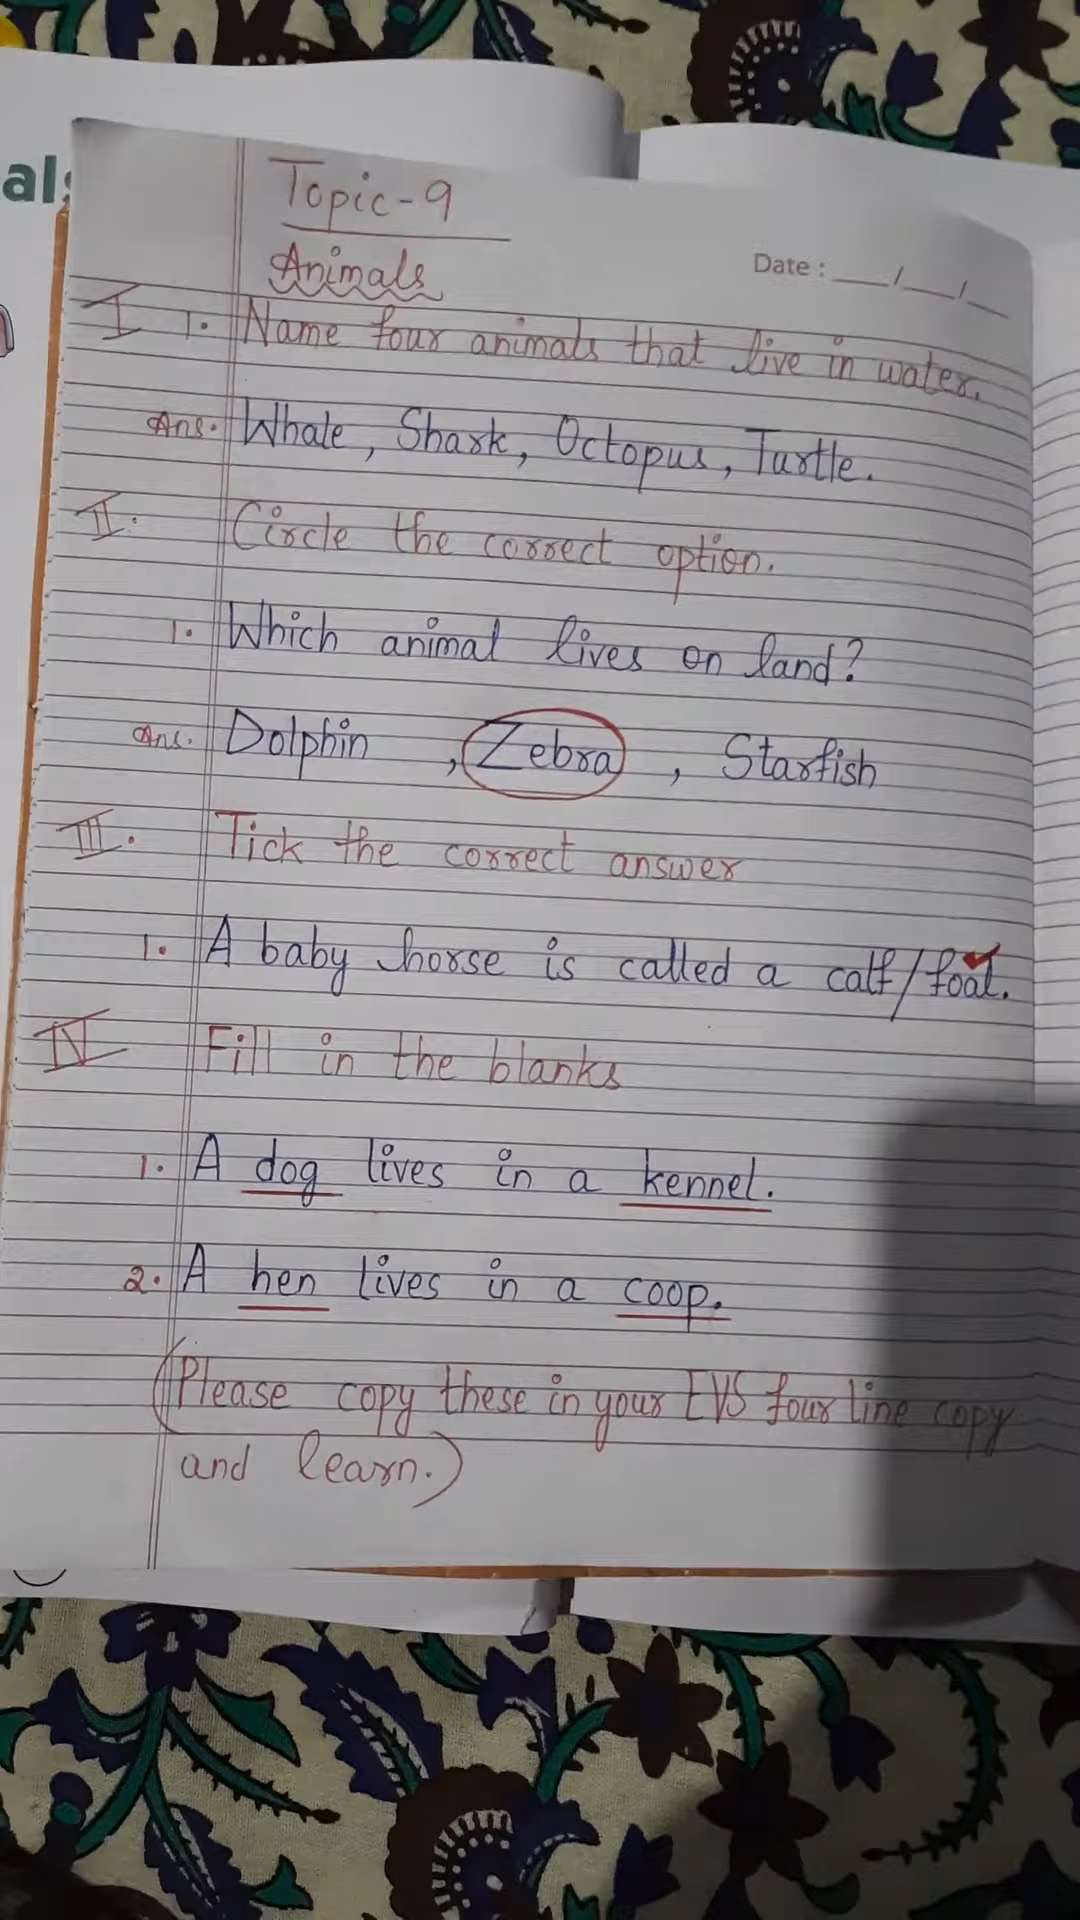 al
Topic-9
Animals
Date : ___/___/__
I 1. Name four animals that live in water.
Ans. Whale, Shark, Octopus, Turtle.
II. Circle the correct option.
1. Which animal lives on land?
Ans. Dolphin , Zebra , Starfish
III. Tick the correct answer
1. A baby horse is called a calf/foal.
IV Fill in the blanks
1. A dog lives in a kennel.
2. A hen lives in a coop.
(Please copy these in your EVS four line copy
and learn.)